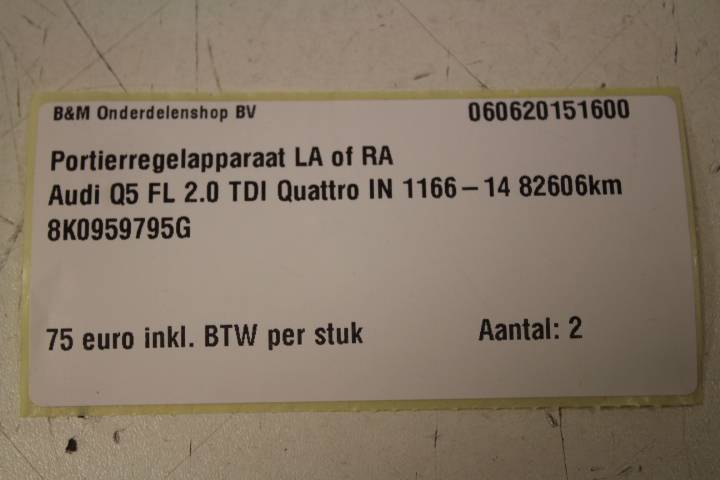 B&M Onderdelenshop BV 060620151600
Portierregelapparaat LA of RA
Audi Q5 FL 2.0 TDI Quattro IN 1166-14 82606km
8K0959795G
75 euro inkl. BTW per stuk Aantal: 2